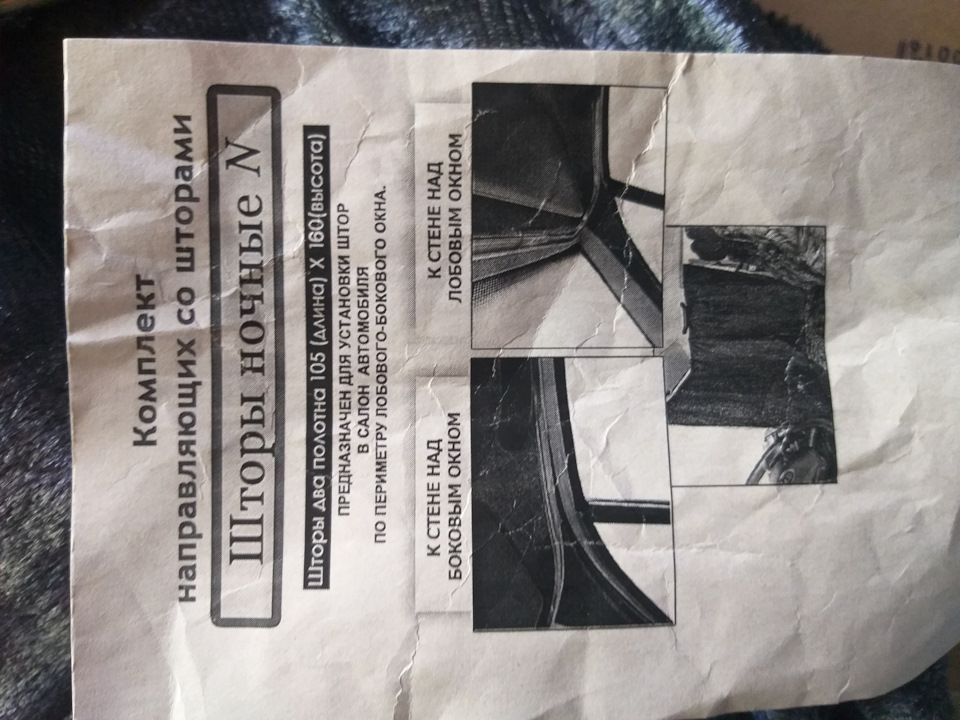 Комплект
направляющих со шторами
Шторы ночные N
Шторы два полотна 105 (длина) X 160(высота)
ПРЕДНАЗНАЧЕН ДЛЯ УСТАНОВКИ ШТОР
В САЛОН АВТОМОБИЛЯ
ПО ПЕРИМЕТРУ ЛОБОВОГО-БОКОВОГО ОКНА.
К СТЕНЕ НАД
БОКОВЫМ ОКНОМ
К СТЕНЕ НАД
ЛОБОВЫМ ОКНОМ